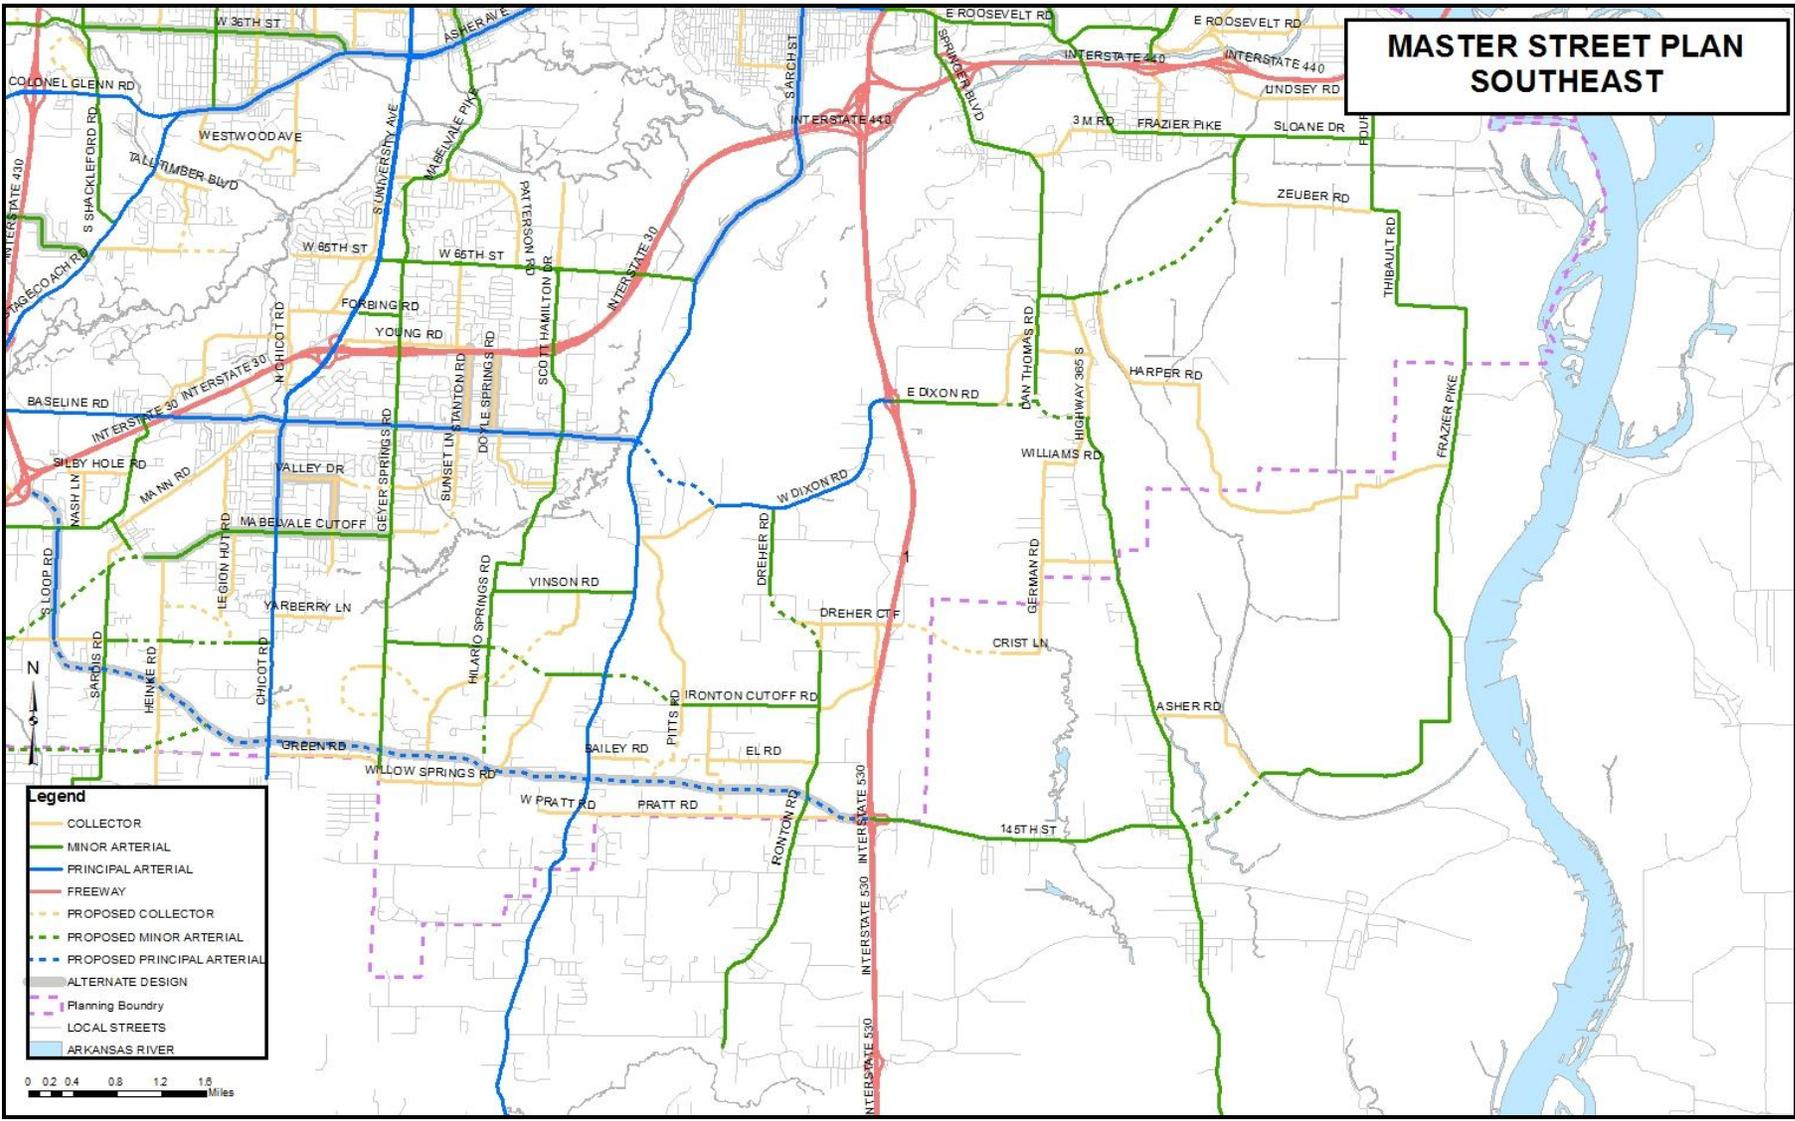 MASTER STREET PLAN
SOUTHEAST
W 36TH ST
ASHER AVE
S ARCH ST
E ROOSEVELT RD
E ROOSEVELT RD
SPRINGER BLVD
INTERSTATE 440
INTERSTATE 440
COLONEL GLENN RD
LINDSEY RD
S SHACKLEFORD RD
WESTWOOD AVE
S UNIVERSITY AVE
MABELVALE PIKE
INTERSTATE 440
3 M RD
FRAZIER PIKE
SLOANE DR
FOUR
INTERSTATE 430
TALL TIMBER BLVD
PATTERSON RD
ZEUBER RD
THIBAULT RD
STAGECOACH RD
W 65TH ST
W 65TH ST
INTERSTATE 30
N CHICOT RD
FORBING RD
YOUNG RD
SCOTT HAMILTON DR
DAN THOMAS RD
HIGHWAY 365 S
HARPER RD
INTERSTATE 30
STANTON RD
DOYLE SPRINGS RD
E DIXON RD
FRAZIER PIKE
BASELINE RD
INTERSTATE 30
GEYER SPRINGS RD
SUNSET LN
WILLIAMS RD
SILBY HOLE RD
NASH LN
MANN RD
VALLEY DR
W DIXON RD
MABELVALE CUTOFF
LEGION HUT RD
DREHER RD
1
S LOOP RD
HILARO SPRINGS RD
VINSON RD
GERMAN RD
YARBERRY LN
DREHER CTF
CRIST LN
SARDIS RD
HEINKE RD
CHICOT RD
N
PITTS RD
IRONTON CUTOFF RD
ASHER RD
GREEN RD
BAILEY RD
EL RD
WILLOW SPRINGS RD
W PRATT RD
PRATT RD
RONTON RD
INTERSTATE 530
145TH ST
INTERSTATE 530
INTERSTATE 530
Legend
COLLECTOR
MINOR ARTERIAL
PRINCIPAL ARTERIAL
FREEWAY
PROPOSED COLLECTOR
PROPOSED MINOR ARTERIAL
PROPOSED PRINCIPAL ARTERIAL
ALTERNATE DESIGN
Planning Boundry
LOCAL STREETS
ARKANSAS RIVER
0 0.2 0.4 0.8 1.2 1.6
Miles